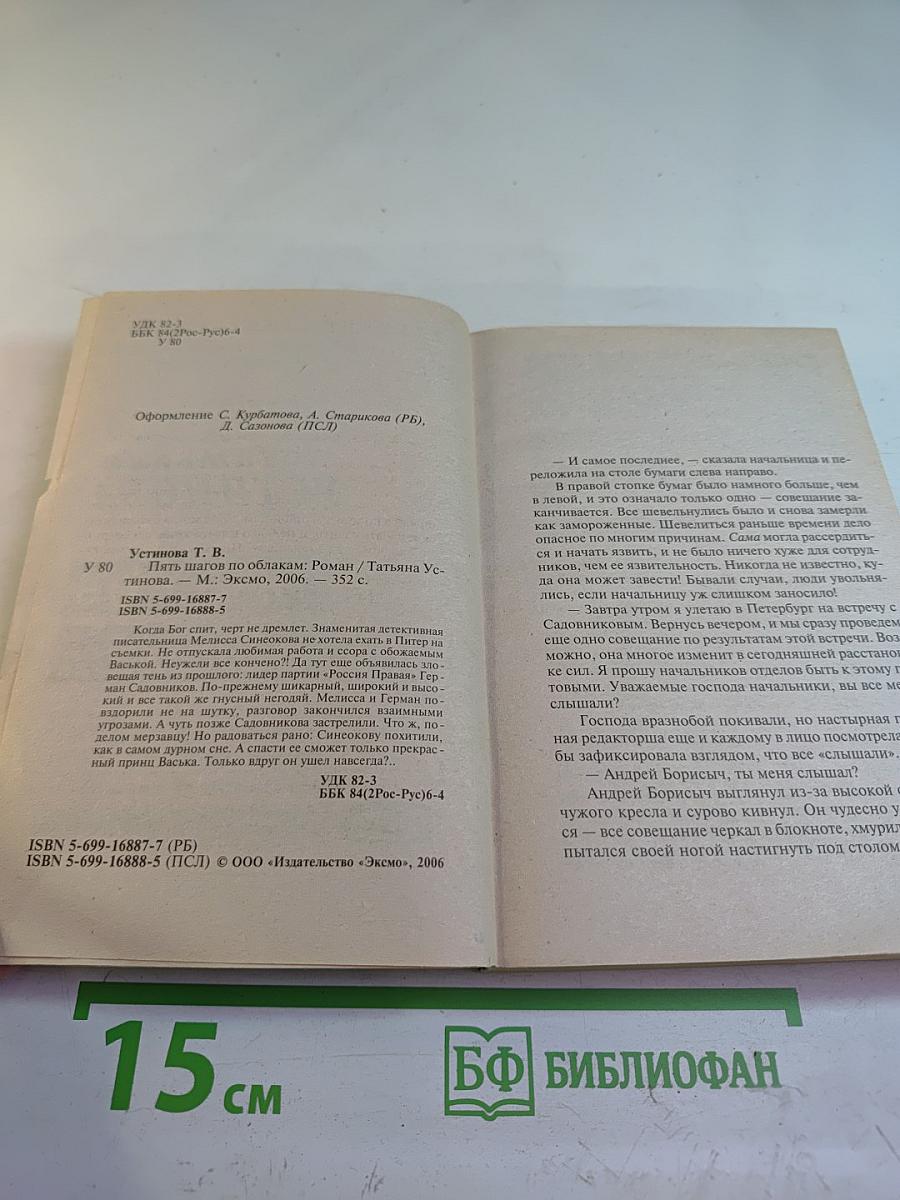 УДК 82-3
ББК 84(2Рос-Рус)6-4
У 80
Оформление С. Курбатова, А. Старикова (РБ),
Д. Сазонова (ПСЛ)
Устинова Т. В.
У 80 Пять шагов по облакам: Роман / Татьяна Ус-
тинова. — М.: Эксмо, 2006. — 352 с.
ISBN 5-699-16887-7
ISBN 5-699-16888-5
Когда Бог спит, черт не дремлет. Знаменитая детективная
писательница Мелисса Синеокова не хотела ехать в Питер на
съемки. Не отпускала любимая работа и ссора с обожаемым
Васькой. Неужели все кончено?! Да тут еще объявилась зло-
вещая тень из прошлого: лидер партии «Россия Правая» Гер-
ман Садовников. По-прежнему шикарный, широкий и высо-
кий и все такой же гнусный негодяй. Мелисса и Герман по-
вздорили не на шутку, разговор закончился взаимными
угрозами. А чуть позже Садовникова застрелили. Что ж, по-
делом мерзавцу! Но радоваться рано: Синеокову похитили,
как в самом дурном сне. А спасти ее сможет только прекрас-
ный принц Васька. Только вдруг он ушел навсегда?..
УДК 82-3
ББК 84(2Рос-Рус)6-4
ISBN 5-699-16887-7 (РБ)
ISBN 5-699-16888-5 (ПСЛ) © ООО «Издательство «Эксмо», 2006
— И самое последнее, — сказала начальница и пе-
реложила на столе бумаги слева направо.
В правой стопке бумаг было намного больше, чем
в левой, и это означало только одно — совещание за-
канчивается. Все шевельнулись было и снова замерли
как замороженные. Шевелиться раньше времени дело
опасное по многим причинам. Сама могла рассердить-
ся и начать язвить, и не было ничего хуже для сотруд-
ников, чем ее язвительность. Никогда не известно, ку-
да она может завести! Бывали случаи, люди увольня-
лись, если начальницу уж слишком заносило!
— Завтра утром я улетаю в Петербург на встречу с
Садовниковым. Вернусь вечером, и мы сразу проведем
еще одно совещание по результатам этой встречи. Воз
можно, она многое изменит в сегодняшней расстанов
ке сил. Я прошу начальников отделов быть к этому г
товыми. Уважаемые господа начальники, вы все ме
слышали?
Господа вразнобой покивали, но настырная г
ная редакторша еще и каждому в лицо посмотрела
бы зафиксировала взглядом, что все «слышали».
— Андрей Борисыч, ты меня слышал?
Андрей Борисыч выглянул из-за высокой с
чужого кресла и сурово кивнул. Он чудесно у
ся — все совещание черкал в блокноте, хмурил
пытался своей ногой настигнуть под столом
15 см
БФ БИБЛИОФАН